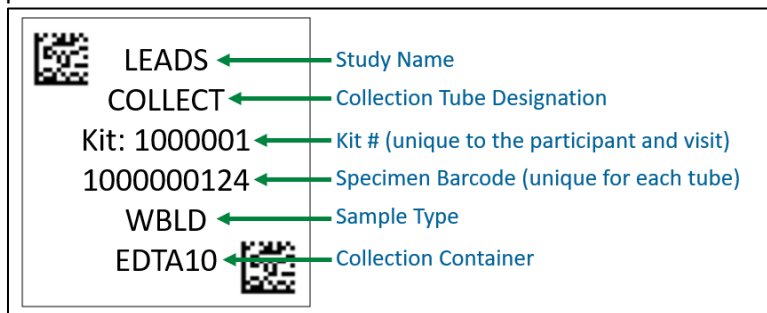 LEADS Study Name
COLLECT Collection Tube Designation
Kit: 1000001 Kit # (unique to the participant and visit)
1000000124 Specimen Barcode (unique for each tube)
WBLD Sample Type
EDTA10 Collection Container